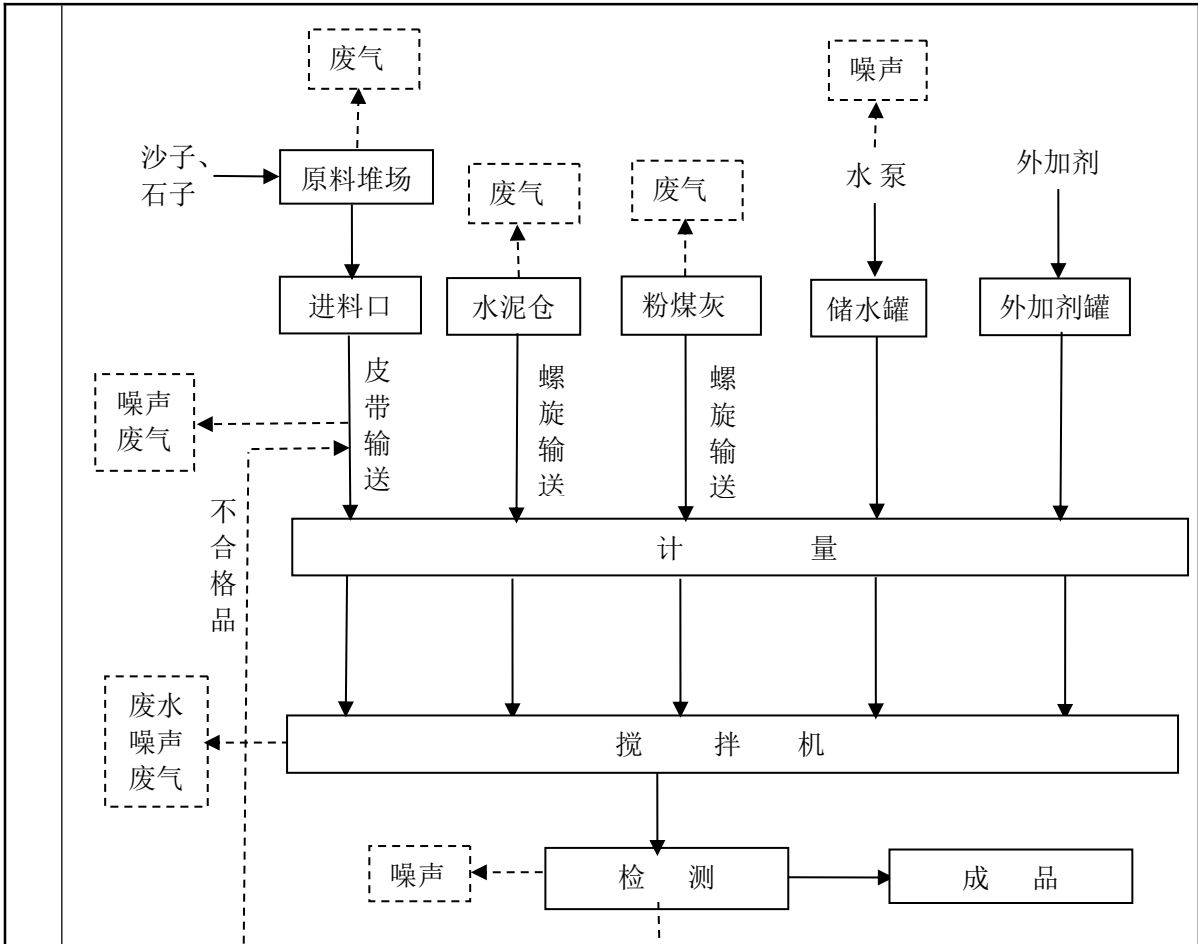 废气
噪声
沙子、
石子
原料堆场
废气
废气
水 泵
外加剂
进料口
水泥仓
粉煤灰
储水罐
外加剂罐
皮带输送
螺旋输送
螺旋输送
噪声
废气
不合格品
计 量
废水
噪声
废气
搅 拌 机
噪声
检 测
成 品